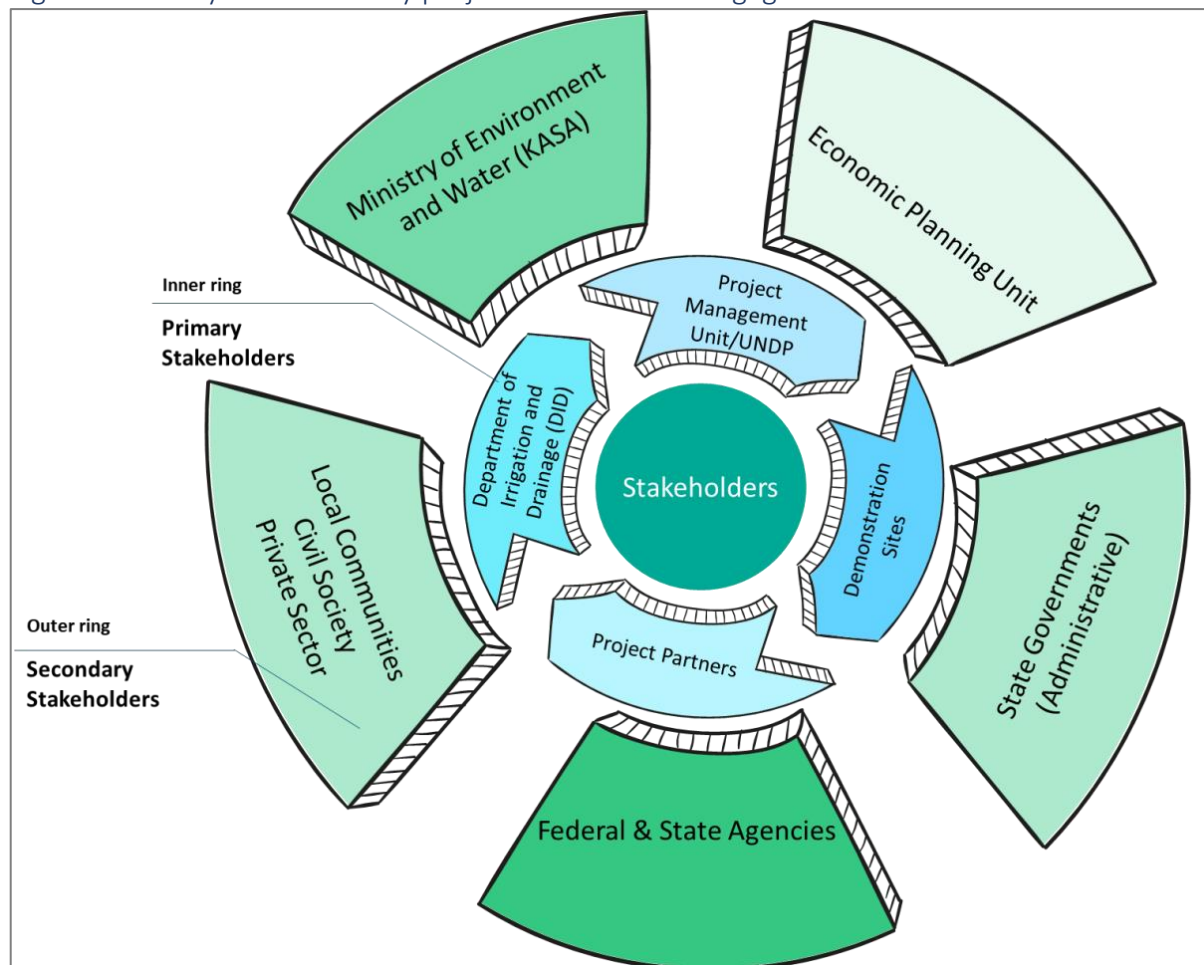 Ministry of Environment
and Water (KASA)
Economic Planning Unit
Inner ring
Primary
Stakeholders
Project
Management
Unit/UNDP
Department of
Irrigation and
Drainage (DID)
Stakeholders
Demonstration
Sites
Project Partners
Local Communities
Civil Society
Private Sector
State Governments
(Administrative)
Outer ring
Secondary
Stakeholders
Federal & State Agencies